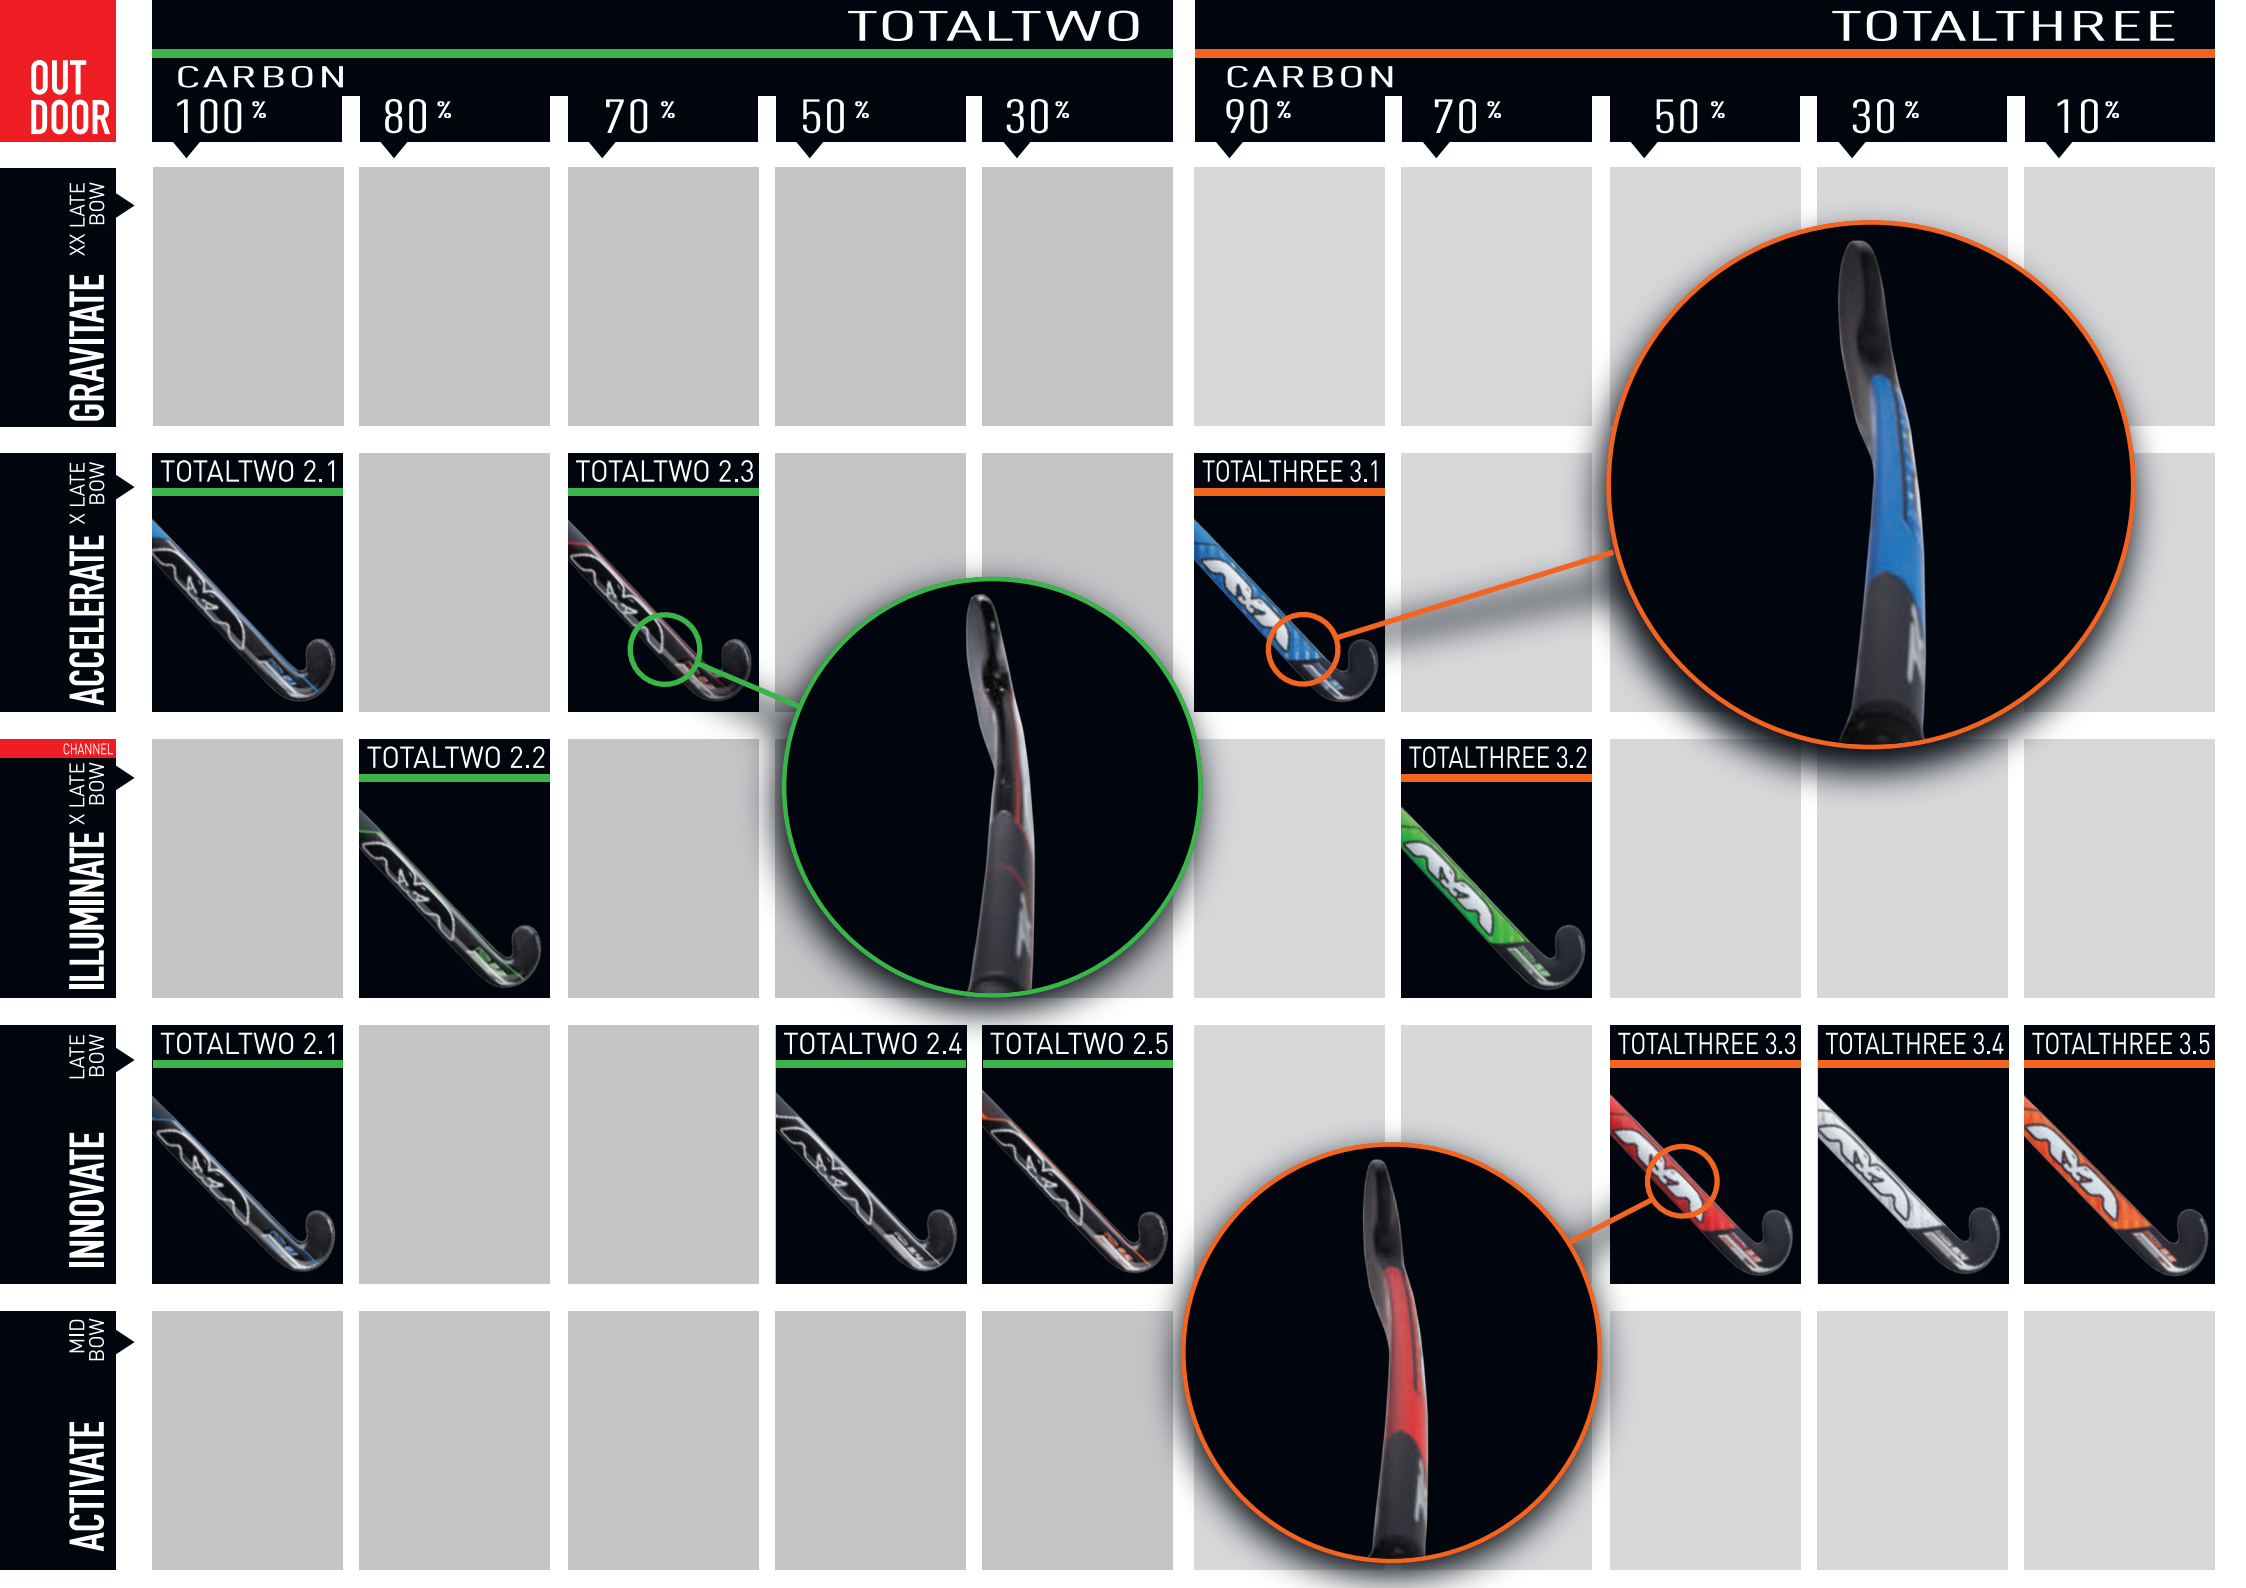 OUT
DOOR
TOTALTWO
CARBON
100 %
80 %
70 %
50 %
30 %
TOTALTHREE
CARBON
90 %
70 %
50 %
30 %
10 %
GRAVITATE XX LATE
BOW
ACCELERATE X LATE
BOW
TOTALTWO 2.1
TOTALTWO 2.3
TOTALTHREE 3.1
CHANNEL
ILLUMINATE X LATE
BOW
TOTALTWO 2.2
TOTALTHREE 3.2
INNOVATE LATE
BOW
TOTALTWO 2.1
TOTALTWO 2.4
TOTALTWO 2.5
TOTALTHREE 3.3
TOTALTHREE 3.4
TOTALTHREE 3.5
ACTIVATE MID
BOW